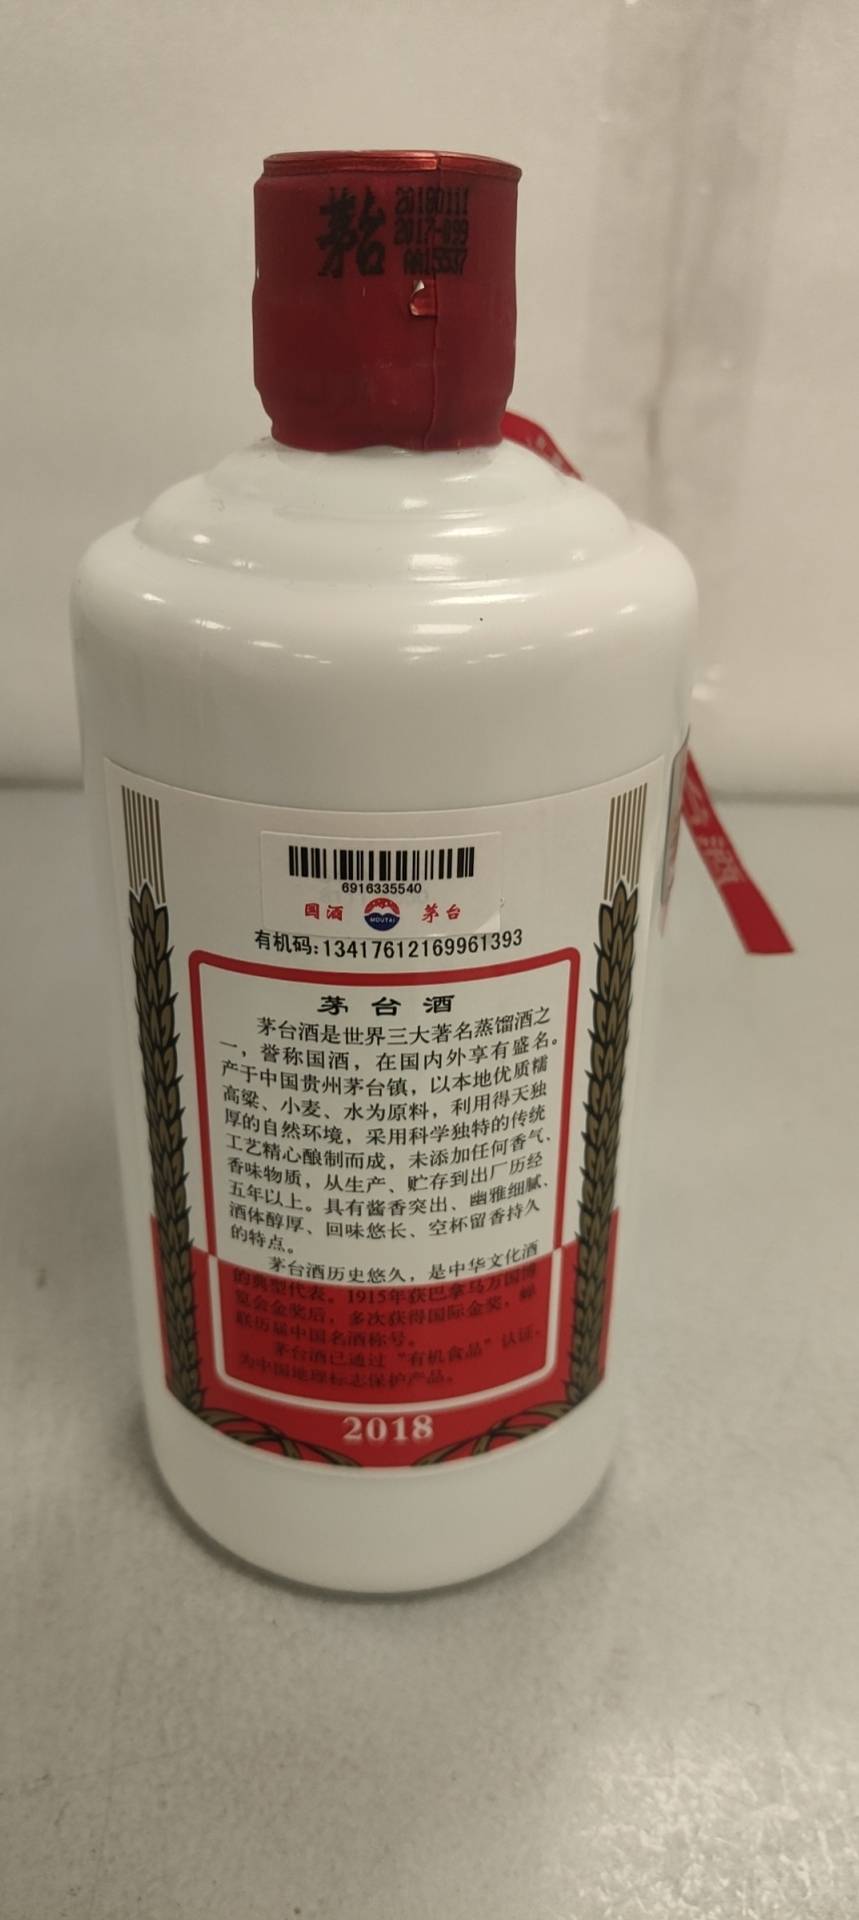 茅台
20180111
2017-099
AA15537
6916335540
国酒
MOUTAI
茅台
有机码:13417612169961393
茅台酒
茅台酒是世界三大著名蒸馏酒之
一，誉称国酒，在国内外享有盛名。
产于中国贵州茅台镇，以本地优质糯
高粱、小麦、水为原料，利用得天独
厚的自然环境，采用科学独特的传统
工艺精心酿制而成，未添加任何香气、
香味物质，从生产、贮存到出厂历经
五年以上。具有酱香突出、幽雅细腻、
酒体醇厚、回味悠长、空杯留香持久
的特点。
茅台酒历史悠久，是中华文化酒
的典型代表。1915年获巴拿马万国博
览会金奖后，多次获得国际金奖，蝉
联历届中国名酒称号。
茅台酒已通过“有机食品”认证，
为中国地理标志保护产品。
2018
台酒